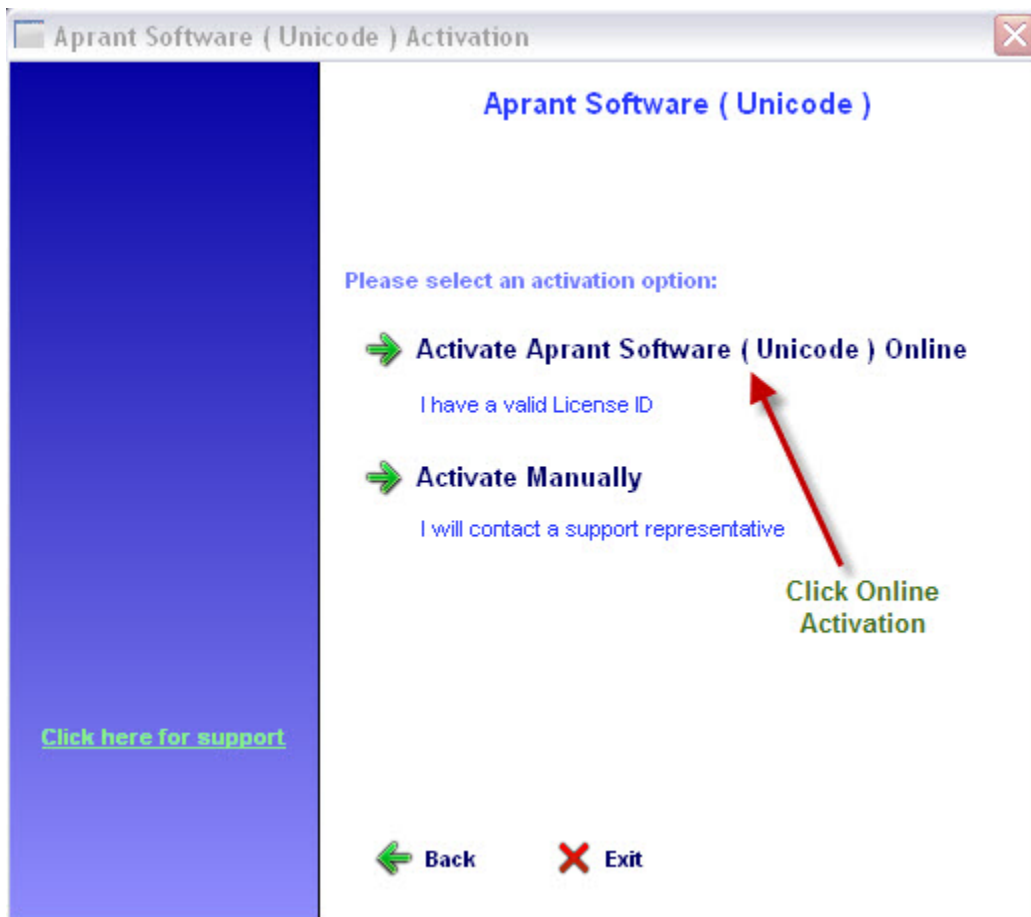 Aprant Software ( Unicode ) Activation
Aprant Software ( Unicode )
Please select an activation option:
Activate Aprant Software ( Unicode ) Online
I have a valid License ID
Activate Manually
I will contact a support representative
Click Online
Activation
Click here for support
Back
Exit